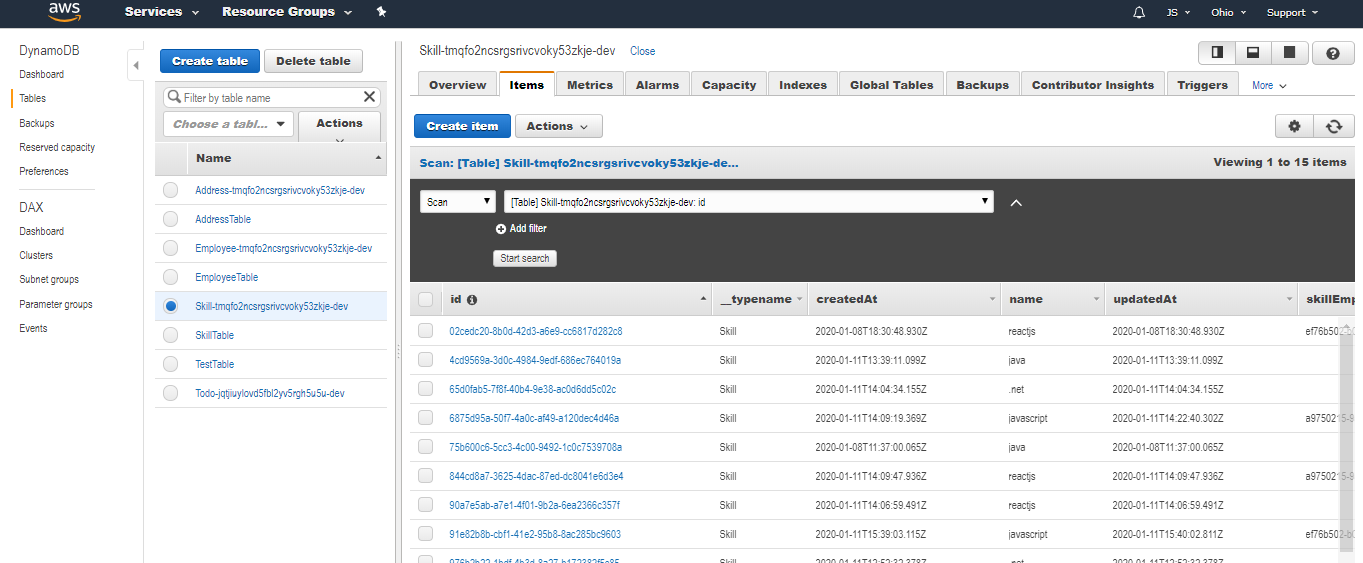 aws Services Resource Groups JS Ohio Support
DynamoDB
Dashboard
Tables
Backups
Reserved capacity
Preferences
DAX
Dashboard
Clusters
Subnet groups
Parameter groups
Events
Create table Delete table
Filter by table name
Choose a tabl... Actions
Name
Address-tmqfo2ncsrgsrivcvoky53zkje-dev
AddressTable
Employee-tmqfo2ncsrgsrivcvoky53zkje-dev
EmployeeTable
Skill-tmqfo2ncsrgsrivcvoky53zkje-dev
SkillTable
TestTable
Todo-jqtjiuylovd5fbl2yv5rgh5u5u-dev
Skill-tmqfo2ncsrgsrivcvoky53zkje-dev Close
Overview Items Metrics Alarms Capacity Indexes Global Tables Backups Contributor Insights Triggers More
Create item Actions
Scan: [Table] Skill-tmqfo2ncsrgsrivcvoky53zkje-de... Viewing 1 to 15 items
Scan [Table] Skill-tmqfo2ncsrgsrivcvoky53zkje-dev: id
Add filter
Start search
id __typename createdAt name updatedAt skillEmp
02cedc20-8b0d-42d3-a6e9-cc6817d282c8 Skill 2020-01-08T18:30:48.930Z reactjs 2020-01-08T18:30:48.930Z ef76b502-b0
4cd9569a-3d0c-4984-9edf-686ec764019a Skill 2020-01-11T13:39:11.099Z java 2020-01-11T13:39:11.099Z
65d0fab5-7f8f-40b4-9e38-ac0d6dd5c02c Skill 2020-01-11T14:04:34.155Z .net 2020-01-11T14:04:34.155Z
6875d95a-50f7-4a0c-af49-a120dec4d46a Skill 2020-01-11T14:09:19.369Z javascript 2020-01-11T14:22:40.302Z a9750215-9
75b600c6-5cc3-4c00-9492-1c0c7539708a Skill 2020-01-08T11:37:00.065Z java 2020-01-08T11:37:00.065Z
844cd8a7-3625-4dac-87ed-dc8041e6d3e4 Skill 2020-01-11T14:09:47.936Z reactjs 2020-01-11T14:09:47.936Z a9750215-9
90a7e5ab-a7e1-4f01-9b2a-6ea2366c357f Skill 2020-01-11T14:06:59.491Z reactjs 2020-01-11T14:06:59.491Z
91e82b8b-cbf1-41e2-95b8-8ac285bc9603 Skill 2020-01-11T15:39:03.115Z javascript 2020-01-11T15:40:02.811Z ef76b502-b0